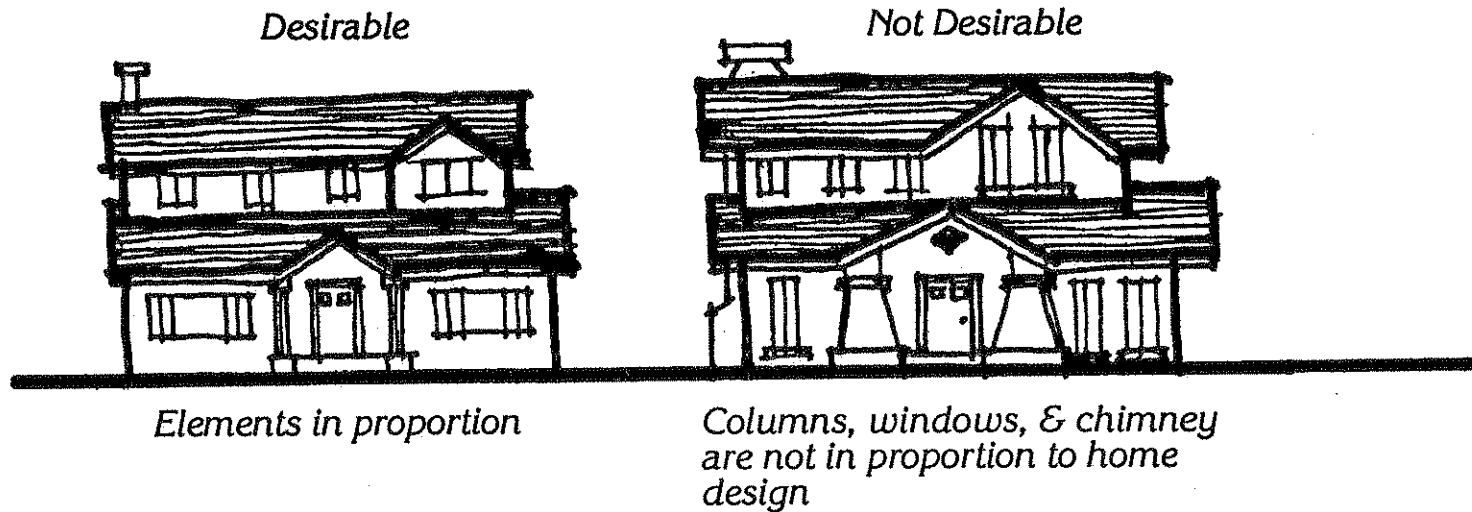 Desirable
Not Desirable
Elements in proportion
Columns, windows, & chimney
are not in proportion to home
design